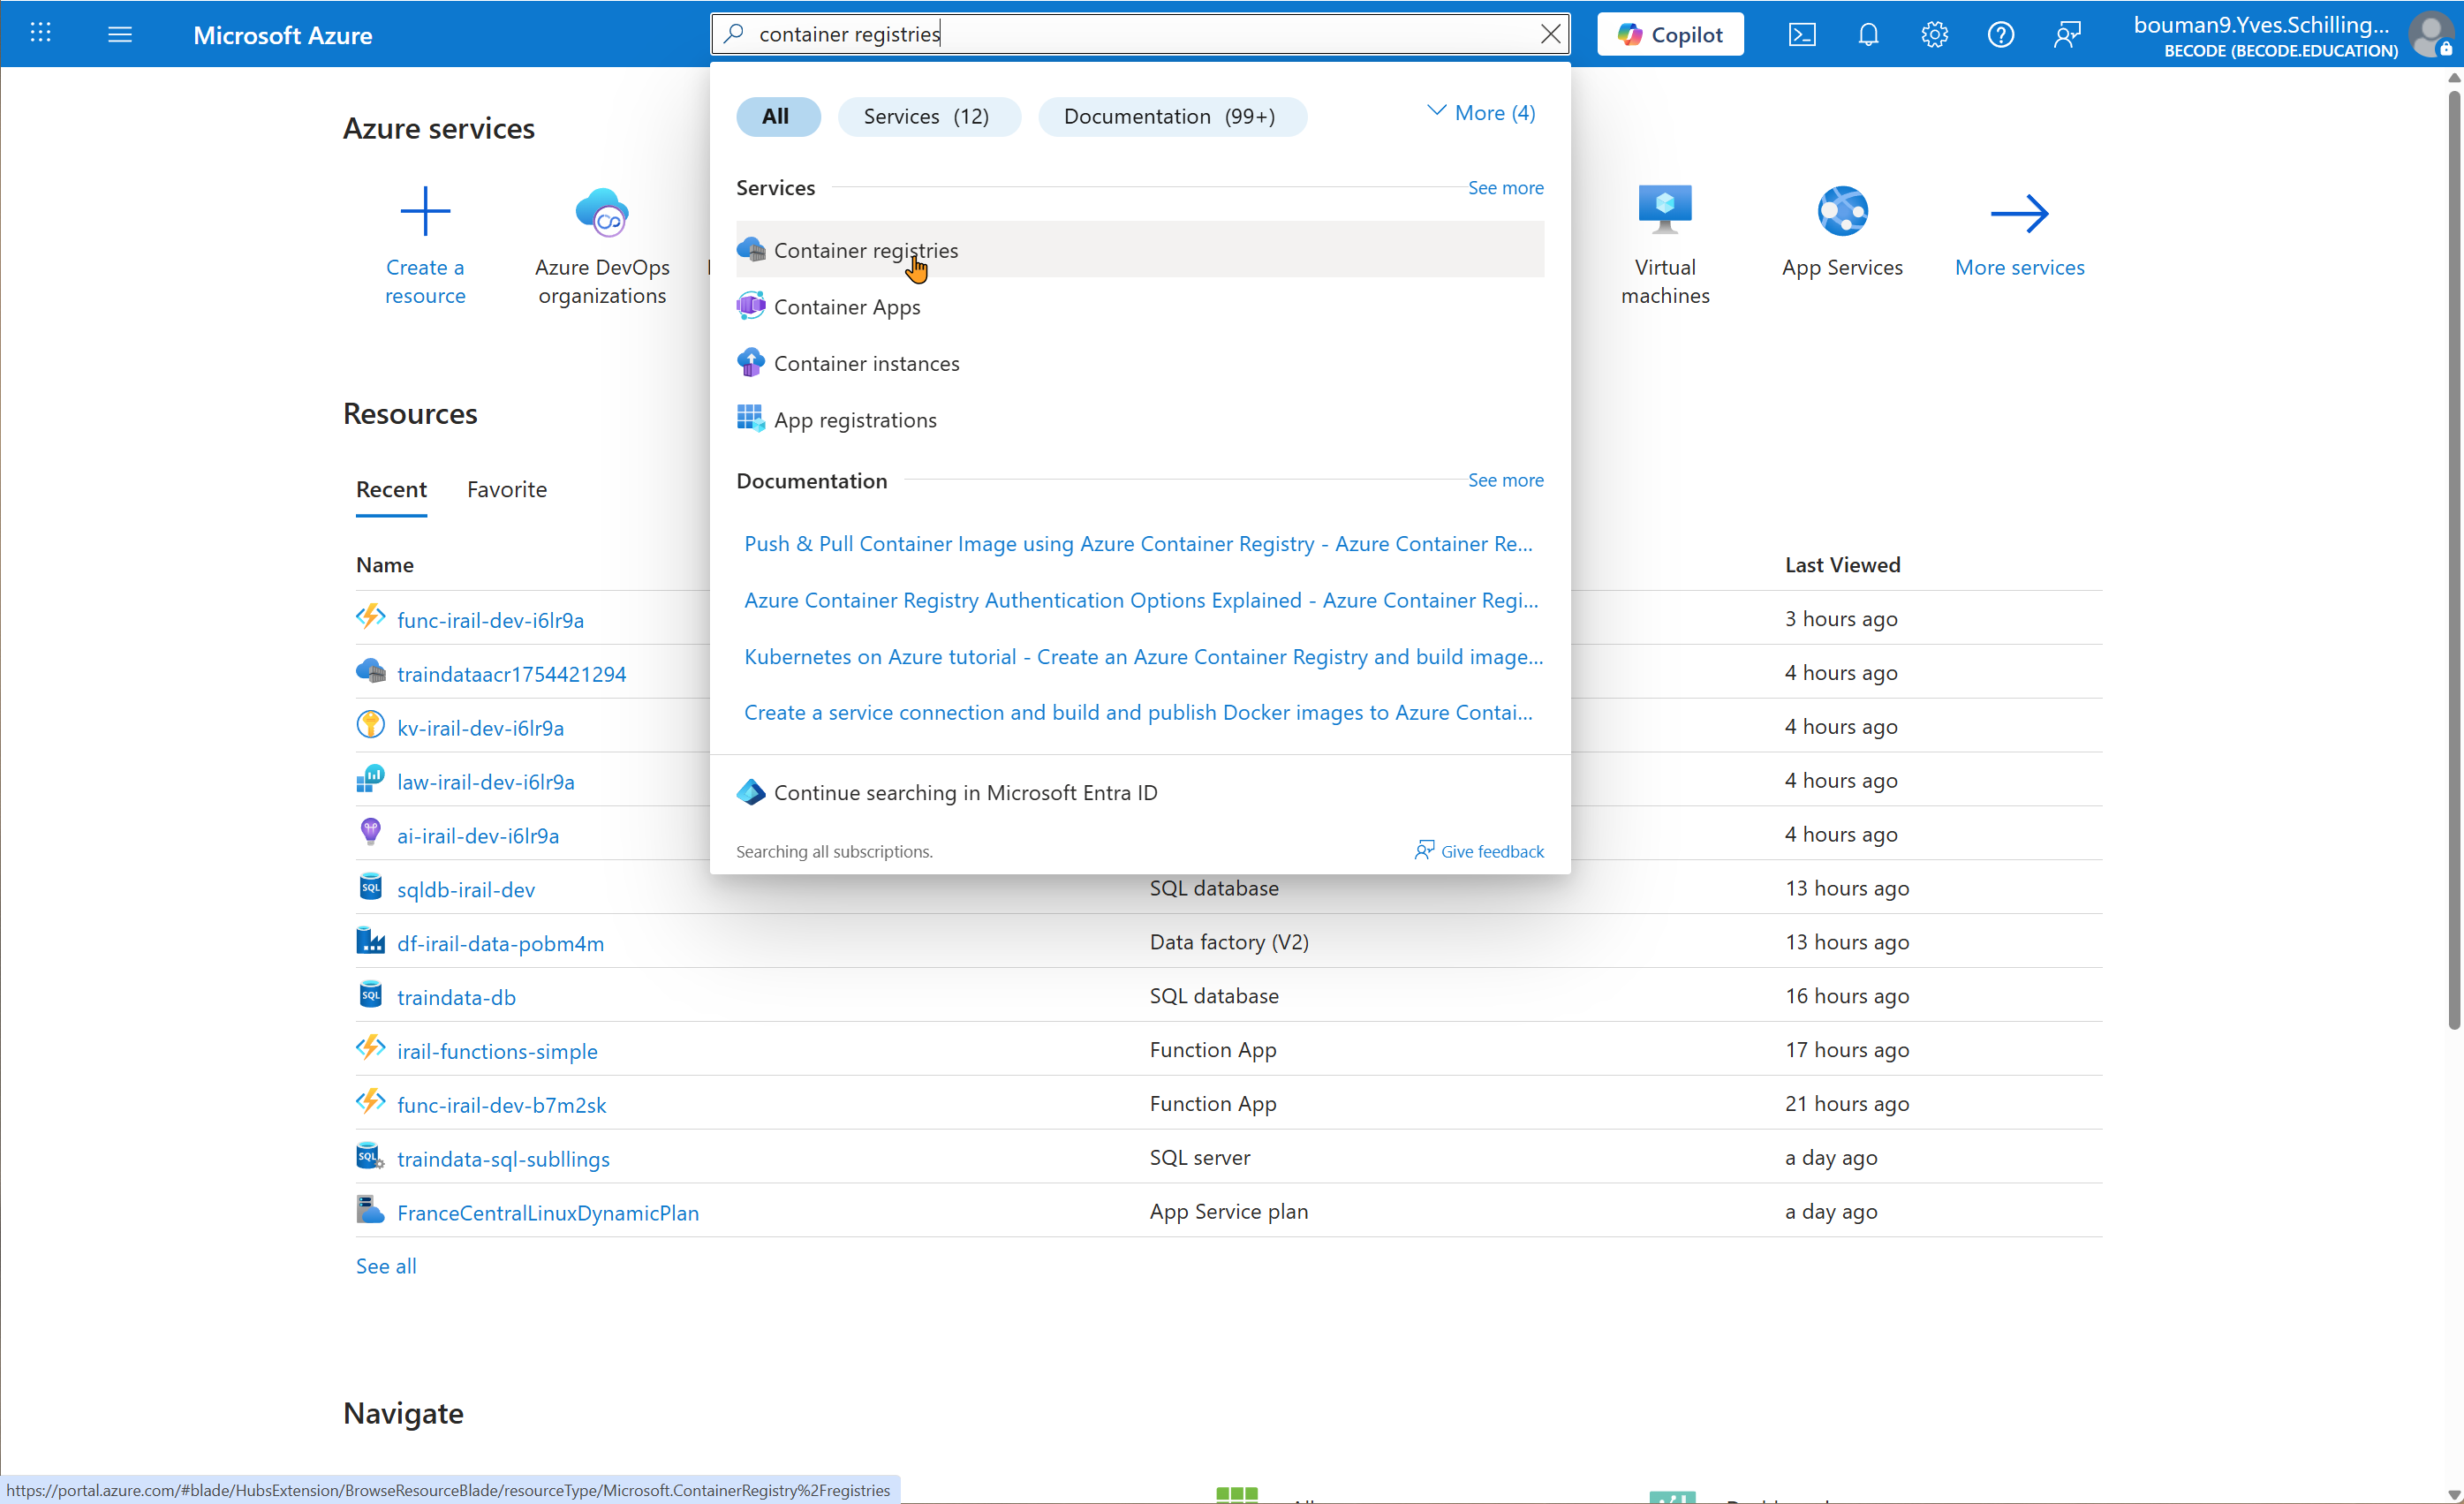 Microsoft Azure
container registries
Copilot
bouman9.Yves.Schilling...
BECODE (BECODE.EDUCATION)
All
Services (12)
Documentation (99+)
More (4)
Services
See more
Container registries
Container Apps
Container instances
App registrations
Documentation
See more
Push & Pull Container Image using Azure Container Registry - Azure Container Re...
Azure Container Registry Authentication Options Explained - Azure Container Regi...
Kubernetes on Azure tutorial - Create an Azure Container Registry and build image...
Create a service connection and build and publish Docker images to Azure Contai...
Continue searching in Microsoft Entra ID
Searching all subscriptions.
Give feedback
Azure services
Create a
resource
Azure DevOps
organizations
Virtual
machines
App Services
More services
Resources
Recent
Favorite
Name
Last Viewed
func-irail-dev-i6lr9a
3 hours ago
traindataacr1754421294
4 hours ago
kv-irail-dev-i6lr9a
4 hours ago
law-irail-dev-i6lr9a
4 hours ago
ai-irail-dev-i6lr9a
4 hours ago
SQL
sqldb-irail-dev
SQL database
13 hours ago
df-irail-data-pobm4m
Data factory (V2)
13 hours ago
SQL
traindata-db
SQL database
16 hours ago
irail-functions-simple
Function App
17 hours ago
func-irail-dev-b7m2sk
Function App
21 hours ago
SQL
traindata-sql-subllings
SQL server
a day ago
FranceCentralLinuxDynamicPlan
App Service plan
a day ago
See all
Navigate
https://portal.azure.com/#blade/HubsExtension/BrowseResourceBlade/resourceType/Microsoft.ContainerRegistry%2Fregistries